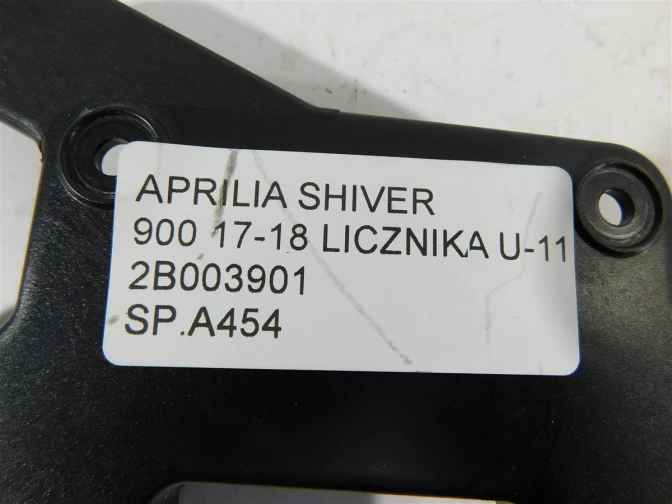 APRILIA SHIVER
900 17-18 LICZNIKA U-11
2B003901
SP.A454